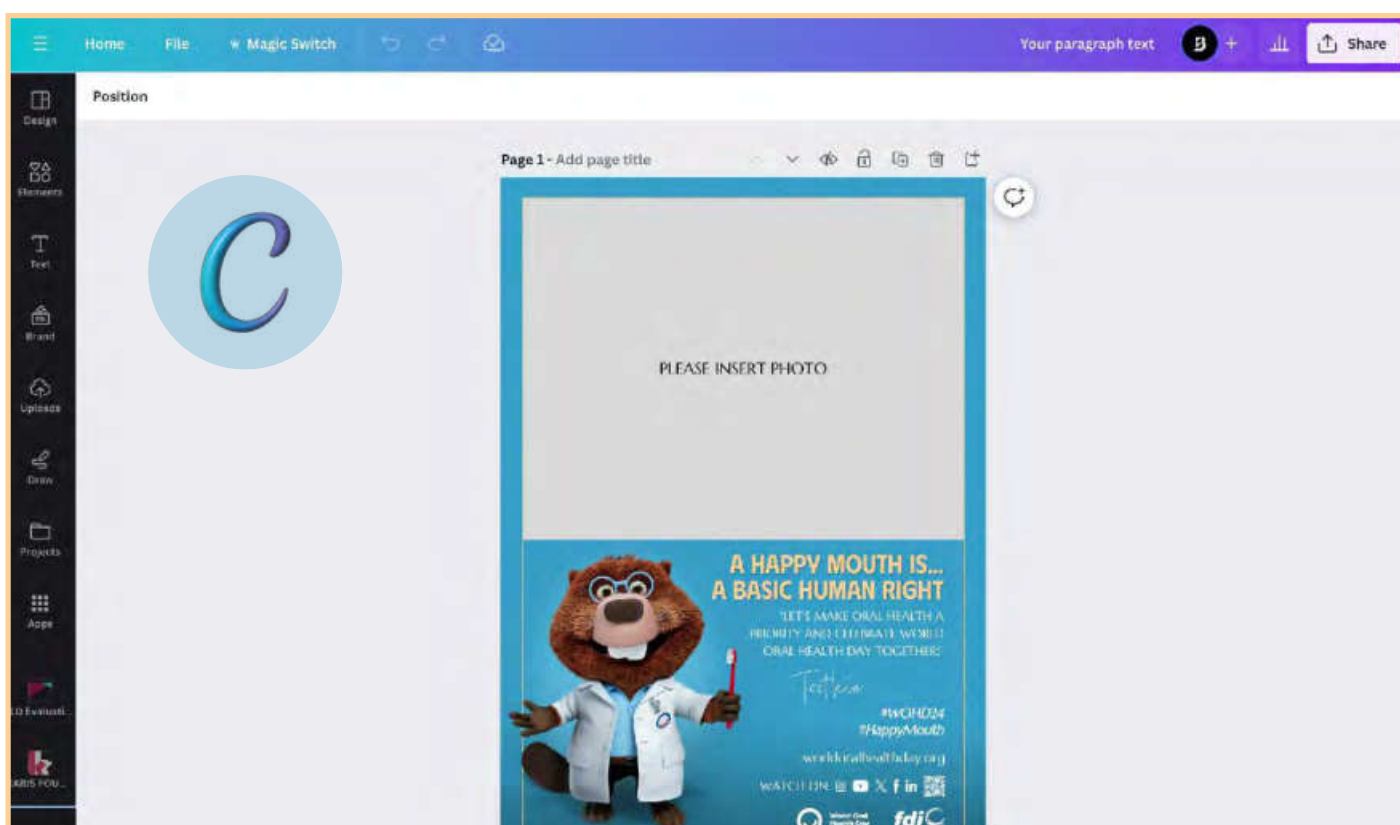 Home File Magic Switch Your paragraph text B + Share
Position
Design
Elements
Text
Brand
Uploads
Draw
Projects
Apps
Evaluati...
Page 1 - Add page title
C
PLEASE INSERT PHOTO
A HAPPY MOUTH IS...
A BASIC HUMAN RIGHT
"LET'S MAKE ORAL HEALTH A
PRIORITY AND CELEBRATE WORLD
ORAL HEALTH DAY TOGETHER"
#WOHD24
#HappyMouth
worldoralhealthday.org
WATCH ON
fdi